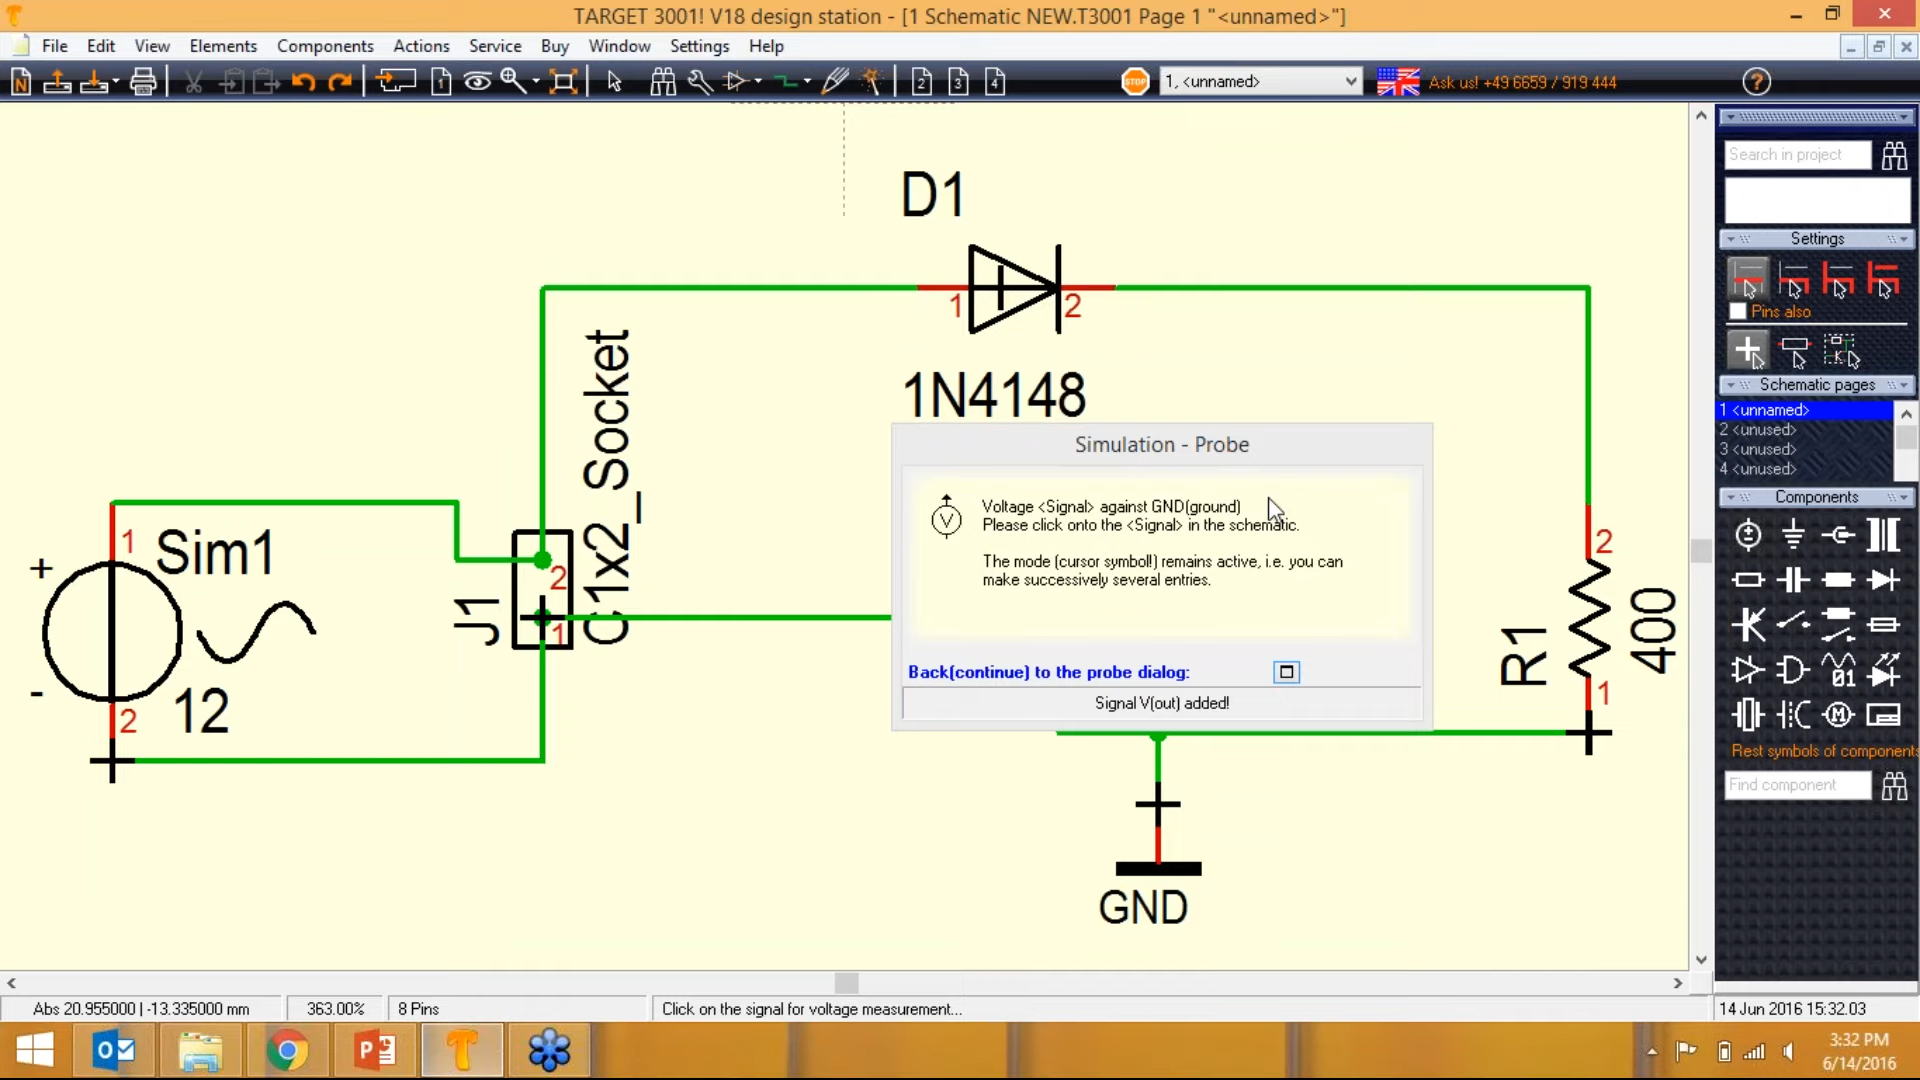 TARGET 3001! V18 design station - [1 Schematic NEW.T3001 Page 1 "<unnamed>"]
File Edit View Elements Components Actions Service Buy Window Settings Help
1, <unnamed>
Ask us! +49 6659 / 919 444
Search in project
Settings
Pins also
Schematic pages
1 <unnamed>
2 <unused>
3 <unused>
4 <unused>
Components
Rest symbols of components
Find component
D1
1
2
1N4148
C1x2_Socket
J1
2
1
Sim1
+
1
-
2
12
R1
400
2
1
GND
Simulation - Probe
Voltage <Signal> against GND(ground)
Please click onto the <Signal> in the schematic.
The mode (cursor symbol!) remains active, i.e. you can
make successively several entries.
Back(continue) to the probe dialog:
Signal V(out) added!
Abs 20.955000 | -13.335000 mm
363.00%
8 Pins
Click on the signal for voltage measurement...
14 Jun 2016 15:32.03
3:32 PM
6/14/2016